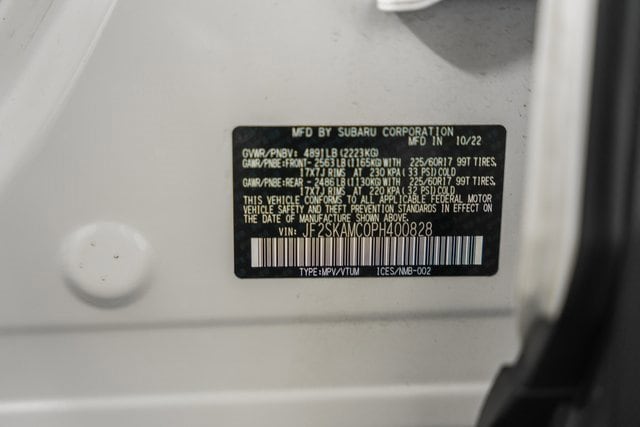 MFD BY SUBARU CORPORATION
MFD IN 10/22
GVWR/PNBV: 4891LB(2223KG)
GAWR/PNBE:FRONT- 2563LB(1165KG)WITH 225/60R17 99T TIRES,
17X7J RIMS AT 230 KPA(33 PSI)COLD
GAWR/PNBE:REAR - 2486LB(1130KG)WITH 225/60R17 99T TIRES,
17X7J RIMS AT 220 KPA(32 PSI)COLD
THIS VEHICLE CONFORMS TO ALL APPLICABLE FEDERAL MOTOR
VEHICLE SAFETY AND THEFT PREVENTION STANDARDS IN EFFECT ON
THE DATE OF MANUFACTURE SHOWN ABOVE.
VIN: JF2SKAMC0PH400828
TYPE:MPV/VTUM ICES/NMB-002